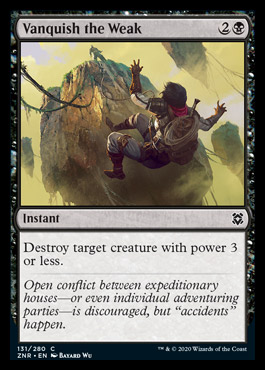 Vanquish the Weak 2
Instant
Destroy target creature with power 3
or less.
Open conflict between expeditionary
houses—or even individual adventuring
parties—is discouraged, but “accidents”
happen.
131/280 C
ZNR • EN Bayard Wu ™ & © 2020 Wizards of the Coast